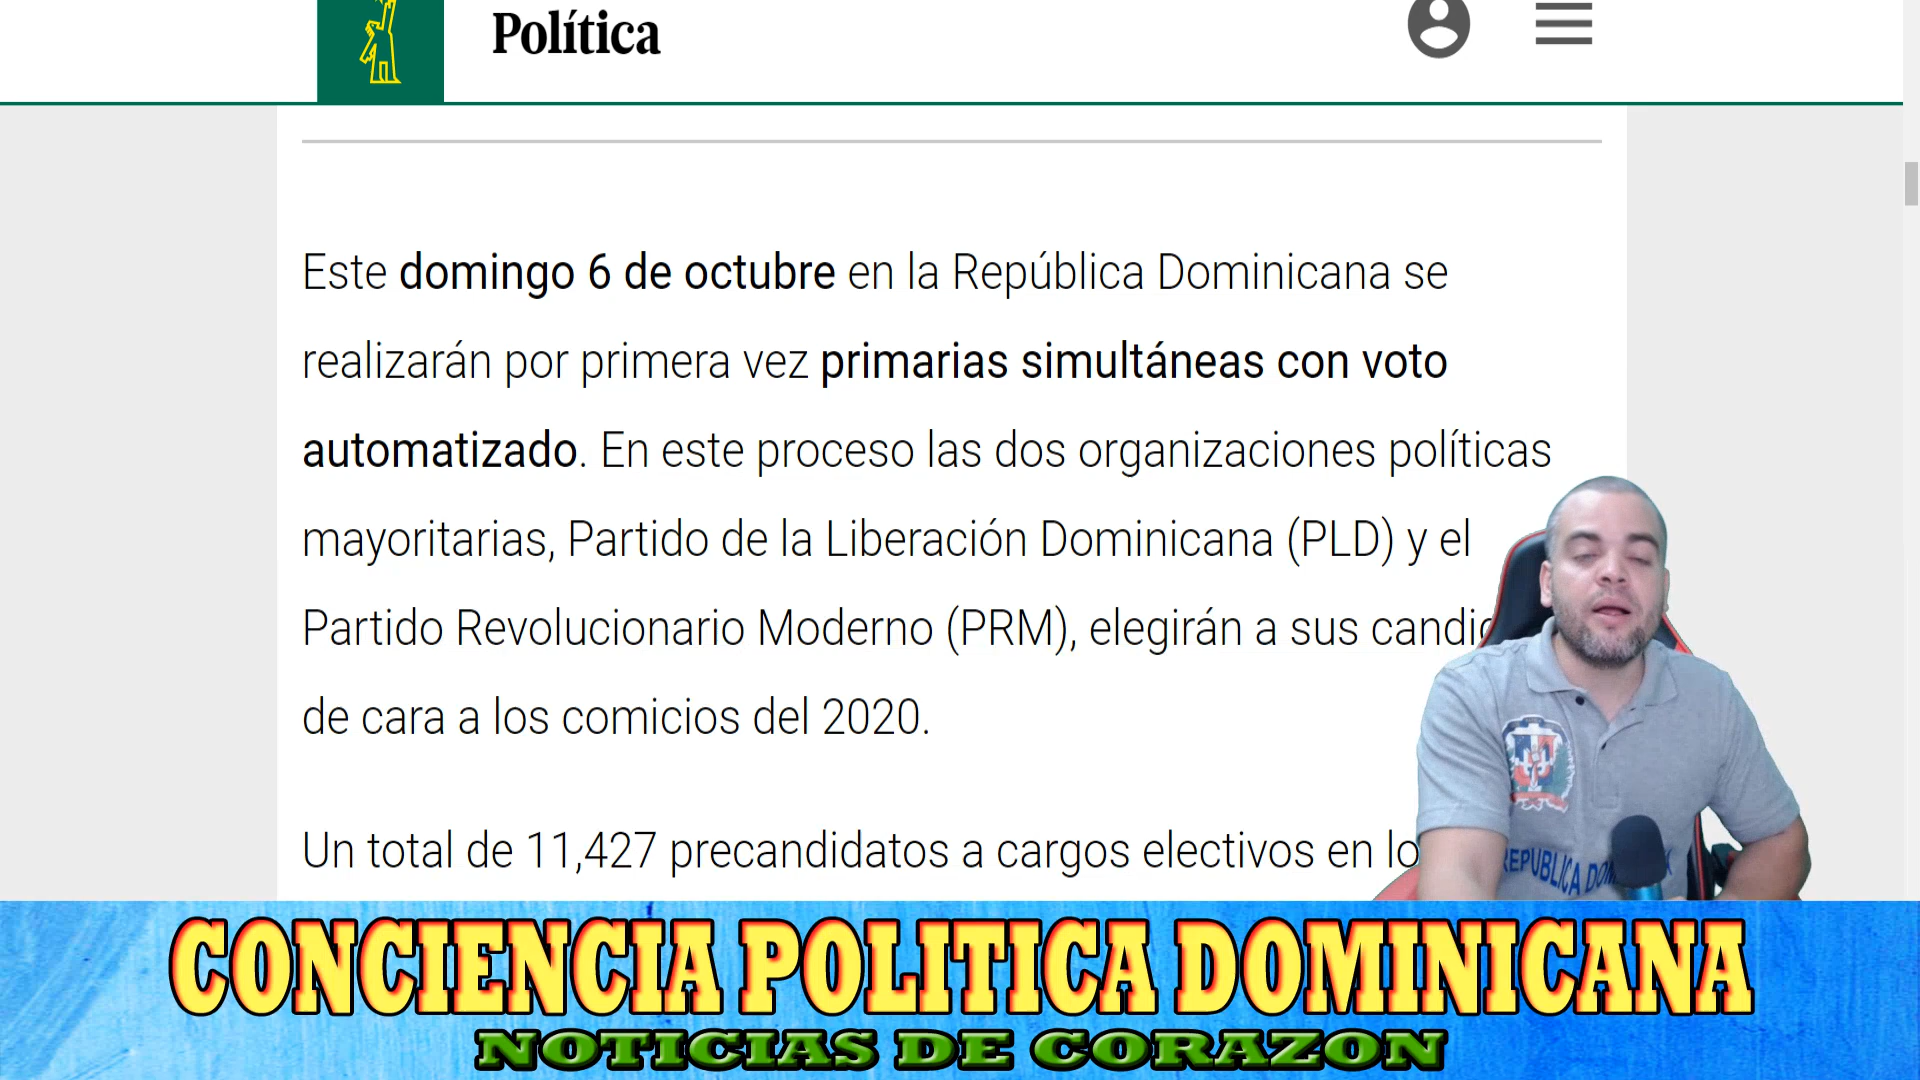 Política
Este domingo 6 de octubre en la República Dominicana se
realizarán por primera vez primarias simultáneas con voto
automatizado. En este proceso las dos organizaciones políticas
mayoritarias, Partido de la Liberación Dominicana (PLD) y el
Partido Revolucionario Moderno (PRM), elegirán a sus
de cara a los comicios del 2020.
Un total de 11,427 precandidatos a cargos electivos en
REPUBLICA
CONCIENCIA POLITICA DOMINICANA
NOTICIAS DE CORAZON